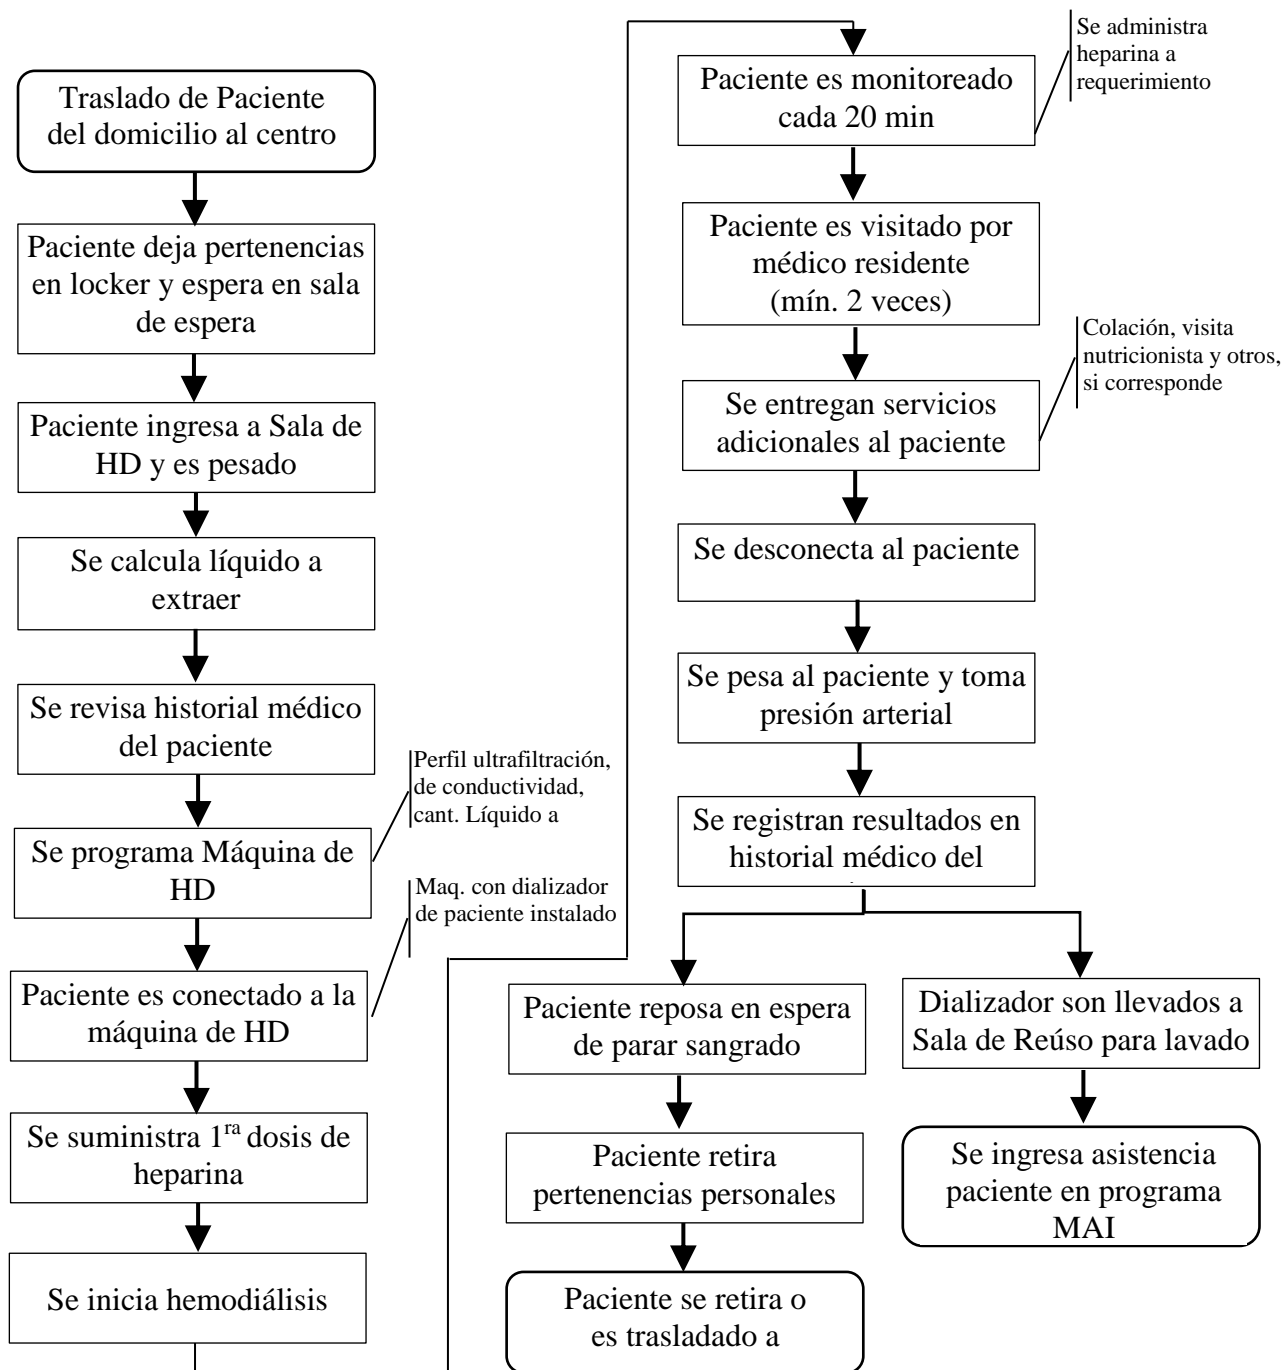 Traslado de Paciente
del domicilio al centro
Paciente deja pertenencias
en locker y espera en sala
de espera
Paciente ingresa a Sala de
HD y es pesado
Se calcula líquido a
extraer
Se revisa historial médico
del paciente
Perfil ultrafiltración,
de conductividad,
cant. Líquido a
Se programa Máquina de
HD
Maq. con dializador
de paciente instalado
Paciente es conectado a la
máquina de HD
Se suministra 1ra dosis de
heparina
Se inicia hemodiálisis
Se administra
heparina a
requerimiento
Paciente es monitoreado
cada 20 min
Paciente es visitado por
médico residente
(mín. 2 veces)
Colación, visita
nutricionista y otros,
si corresponde
Se entregan servicios
adicionales al paciente
Se desconecta al paciente
Se pesa al paciente y toma
presión arterial
Se registran resultados en
historial médico del
Paciente reposa en espera
de parar sangrado
Paciente retira
pertenencias personales
Paciente se retira o
es trasladado a
Dializador son llevados a
Sala de Reúso para lavado
Se ingresa asistencia
paciente en programa
MAI